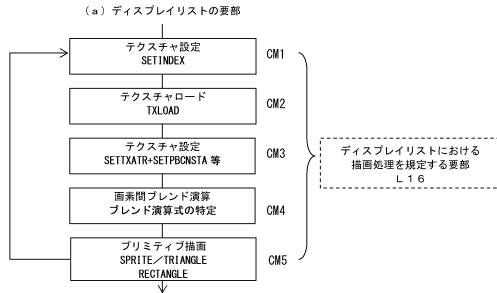 （a）ディスプレイリストの要部
テクスチャ設定
SETINDEX
CM1
テクスチャロード
TXLOAD
CM2
テクスチャ設定
SETTXATR+SETPBCNSTA 等
CM3
画素間ブレンド演算
ブレンド演算式の特定
CM4
プリミティブ描画
SPRITE／TRIANGLE
RECTANGLE
CM5
ディスプレイリストにおける
描画処理を規定する要部
L16